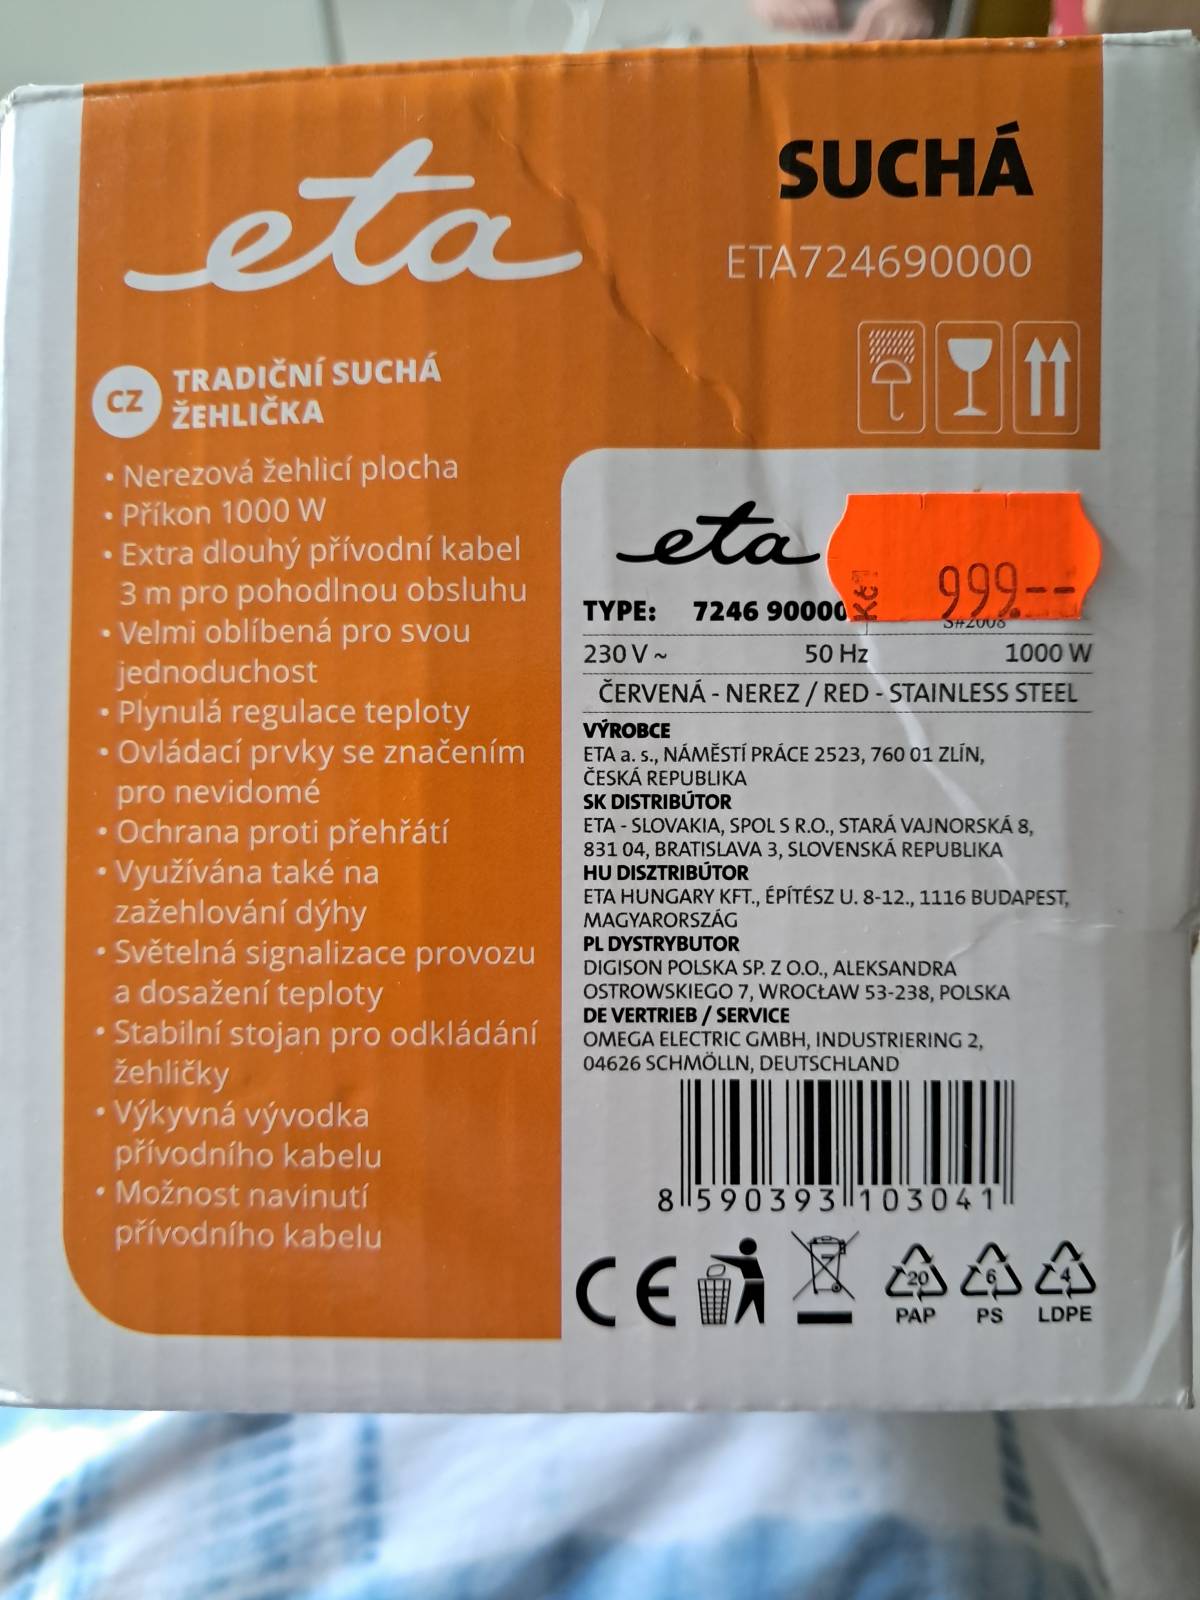 eta
SUCHÁ
ETA724690000
CZ
TRADIČNÍ SUCHÁ
ŽEHLIČKA
• Nerezová žehlicí plocha
• Příkon 1000 W
• Extra dlouhý přívodní kabel
3 m pro pohodlnou obsluhu
• Velmi oblíbená pro svou
jednoduchost
• Plynulá regulace teploty
• Ovládací prvky se značením
pro nevidomé
• Ochrana proti přehřátí
• Využívána také na
zažehlování dýhy
• Světelná signalizace provozu
a dosažení teploty
• Stabilní stojan pro odkládání
žehličky
• Výkyvná vývodka
přívodního kabelu
• Možnost navinutí
přívodního kabelu
eta
Kč 999.--
TYPE: 7246 90000
230 V ~ 50 Hz 1000 W
ČERVENÁ - NEREZ / RED - STAINLESS STEEL
VÝROBCE
ETA a. s., NÁMĚSTÍ PRÁCE 2523, 760 01 ZLÍN,
ČESKÁ REPUBLIKA
SK DISTRIBÚTOR
ETA - SLOVAKIA, SPOL S R.O., STARÁ VAJNORSKÁ 8,
831 04, BRATISLAVA 3, SLOVENSKÁ REPUBLIKA
HU DISZTRIBÚTOR
ETA HUNGARY KFT., ÉPÍTÉSZ U. 8-12., 1116 BUDAPEST,
MAGYARORSZÁG
PL DYSTRYBUTOR
DIGISON POLSKA SP. Z O.O., ALEKSANDRA
OSTROWSKIEGO 7, WROCŁAW 53-238, POLSKA
DE VERTRIEB / SERVICE
OMEGA ELECTRIC GMBH, INDUSTRIERING 2,
04626 SCHMÖLLN, DEUTSCHLAND
8 590393 103041
CE
20 6 4
PAP PS LDPE